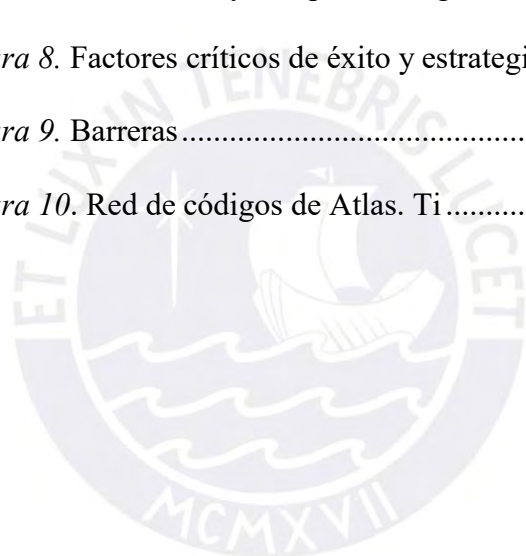 ra 8. Factores críticos de éxito y estrategi
ra 9. Barreras.......................................
ra 10. Red de códigos de Atlas. Ti..........
ET LUX IN TENEBRIS LUCET
MCMXVII